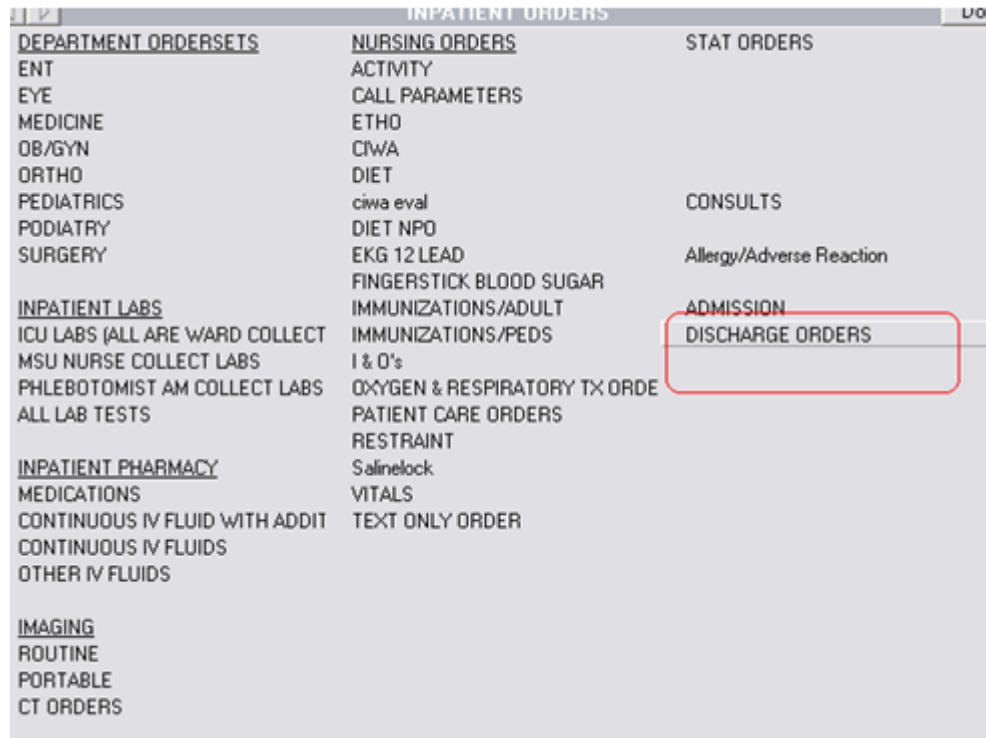 INPATIENT ORDERS
Do
DEPARTMENT ORDERSETS
ENT
EYE
MEDICINE
OB/GYN
ORTHO
PEDIATRICS
PODIATRY
SURGERY
INPATIENT LABS
ICU LABS (ALL ARE WARD COLLECT
MSU NURSE COLLECT LABS
PHLEBOTOMIST AM COLLECT LABS
ALL LAB TESTS
INPATIENT PHARMACY
MEDICATIONS
CONTINUOUS IV FLUID WITH ADDIT
CONTINUOUS IV FLUIDS
OTHER IV FLUIDS
IMAGING
ROUTINE
PORTABLE
CT ORDERS
NURSING ORDERS
ACTIVITY
CALL PARAMETERS
ETHO
CIWA
DIET
ciwa eval
DIET NPO
EKG 12 LEAD
FINGERSTICK BLOOD SUGAR
IMMUNIZATIONS/ADULT
IMMUNIZATIONS/PEDS
I & O's
OXYGEN & RESPIRATORY TX ORDE
PATIENT CARE ORDERS
RESTRAINT
Salinelock
VITALS
TEXT ONLY ORDER
STAT ORDERS
CONSULTS
Allergy/Adverse Reaction
ADMISSION
DISCHARGE ORDERS